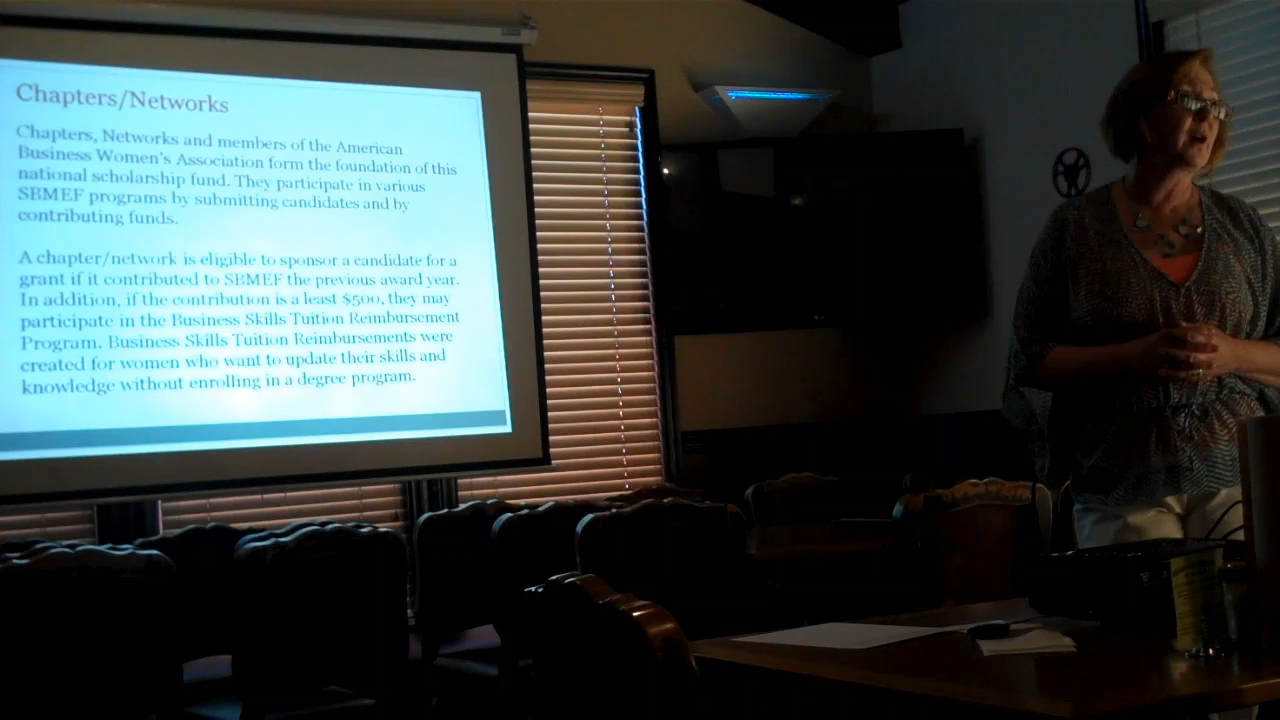 Chapters/Networks
Chapters, Networks and members of the American
Business Women's Association form the foundation of this
national scholarship fund. They participate in various
SBMEF programs by submitting candidates and by
contributing funds.
A chapter/network is eligible to sponsor a candidate for a
grant if it contributed to SBMEF the previous award year.
In addition, if the contribution is a least $500, they may
participate in the Business Skills Tuition Reimbursement
Program. Business Skills Tuition Reimbursements were
created for women who want to update their skills and
knowledge without enrolling in a degree program.